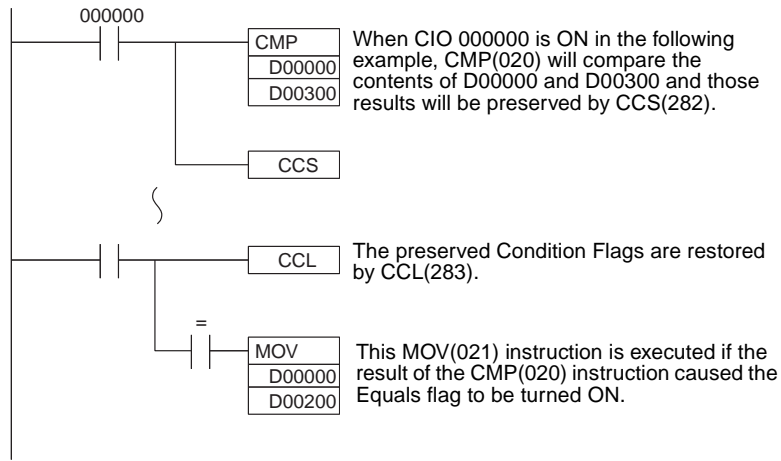 000000
CMP
D00000
D00300
When CIO 000000 is ON in the following
example, CMP(020) will compare the
contents of D00000 and D00300 and those
results will be preserved by CCS(282).
CCS
CCL
The preserved Condition Flags are restored
by CCL(283).
=
MOV
D00000
D00200
This MOV(021) instruction is executed if the
result of the CMP(020) instruction caused the
Equals flag to be turned ON.